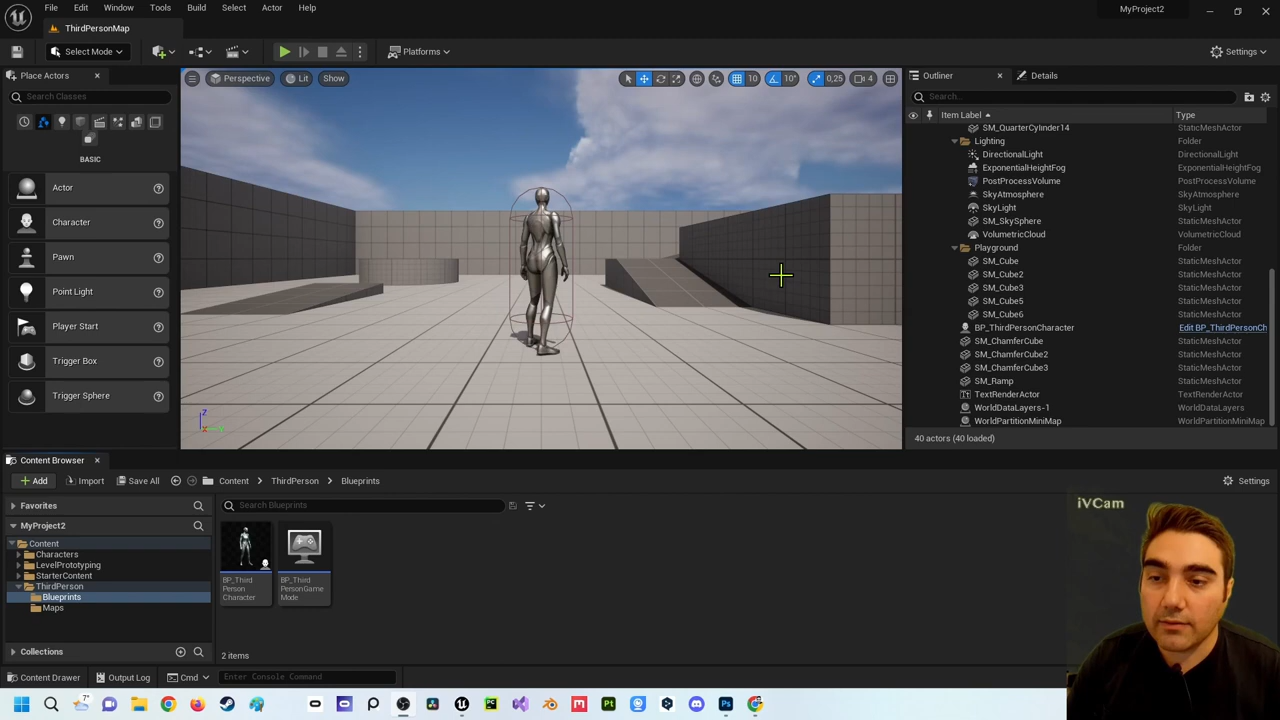 File Edit Window Tools Build Select Actor Help
MyProject2
ThirdPersonMap
Select Mode
Platforms
Settings
Place Actors
Search Classes
BASIC
Actor
Character
Pawn
Point Light
Player Start
Trigger Box
Trigger Sphere
Perspective Lit Show
10 10° 0,25 4
Z
Outliner Details
Search...
Item Label Type
SM_QuarterCylinder14 StaticMeshActor
Lighting Folder
DirectionalLight DirectionalLight
ExponentialHeightFog ExponentialHeightFog
PostProcessVolume PostProcessVolume
SkyAtmosphere SkyAtmosphere
SkyLight SkyLight
SM_SkySphere StaticMeshActor
VolumetricCloud VolumetricCloud
Playground Folder
SM_Cube StaticMeshActor
SM_Cube2 StaticMeshActor
SM_Cube3 StaticMeshActor
SM_Cube5 StaticMeshActor
SM_Cube6 StaticMeshActor
BP_ThirdPersonCharacter Edit BP_ThirdPersonCh
SM_ChamferCube StaticMeshActor
SM_ChamferCube2 StaticMeshActor
SM_ChamferCube3 StaticMeshActor
SM_Ramp StaticMeshActor
TextRenderActor TextRenderActor
WorldDataLayers-1 WorldDataLayers
WorldPartitionMiniMap WorldPartitionMiniMap
40 actors (40 loaded)
Content Browser
Add Import Save All Content ThirdPerson Blueprints Settings
Favorites
MyProject2
Content
Characters
LevelPrototyping
StarterContent
ThirdPerson
Blueprints
Maps
Collections
Search Blueprints
BP_Third
Person
Character
BP_Third
PersonGame
Mode
2 items
Content Drawer Output Log Cmd Enter Console Command
iVCam
7°